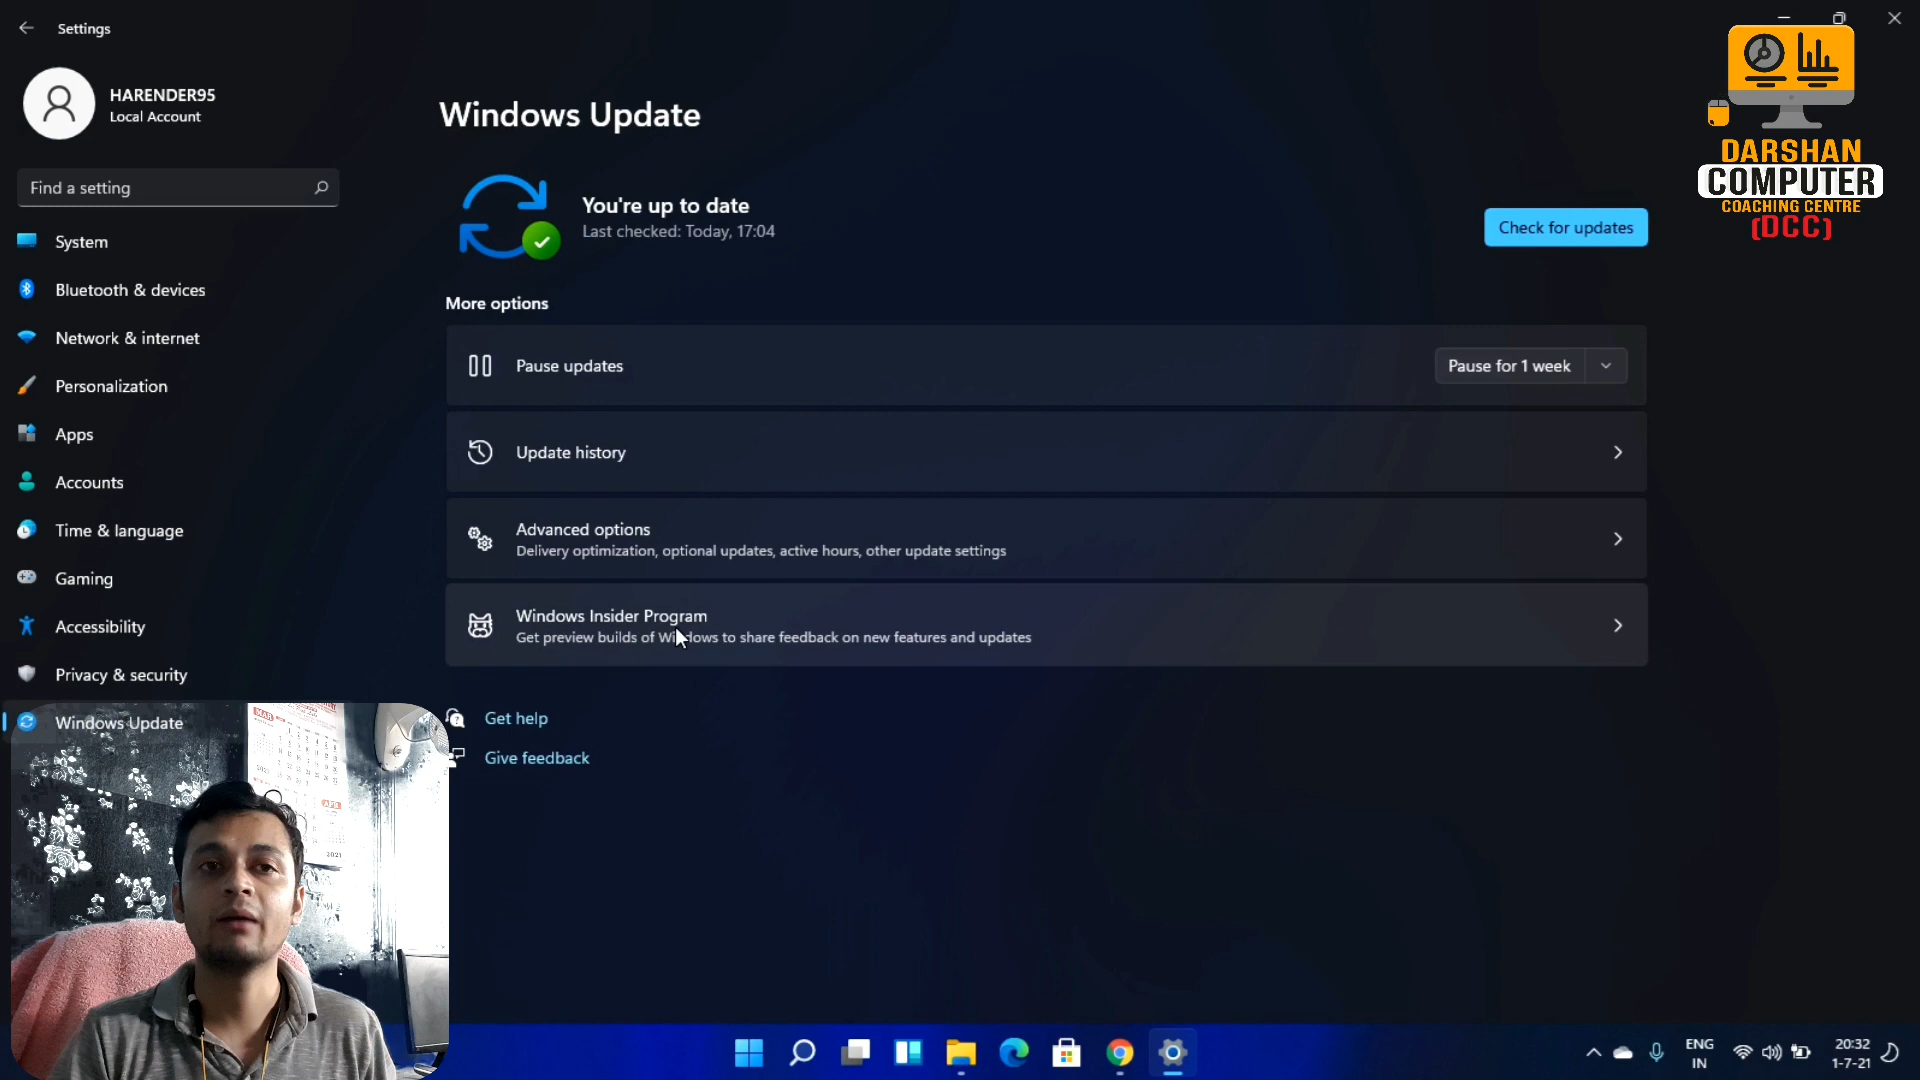 Settings
HARENDER95
Local Account
Find a setting
System
Bluetooth & devices
Network & internet
Personalization
Apps
Accounts
Time & language
Gaming
Accessibility
Privacy & security
Windows Update
Windows Update
You're up to date
Last checked: Today, 17:04
Check for updates
More options
Pause updates
Pause for 1 week
Update history
Advanced options
Delivery optimization, optional updates, active hours, other update settings
Windows Insider Program
Get preview builds of Windows to share feedback on new features and updates
Get help
Give feedback
DARSHAN
COMPUTER
COACHING CENTRE
(DCC)
MAR
APR
2021
ENG
IN
20:32
1-7-21